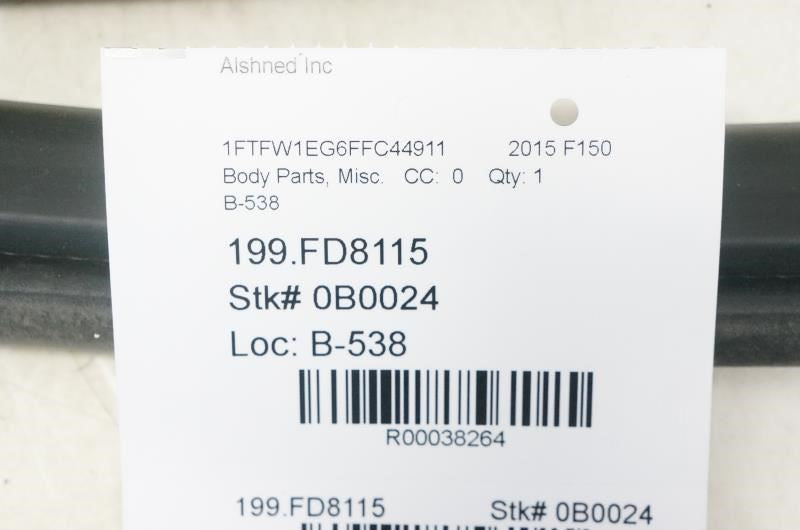 Alshned Inc
1FTFW1EG6FFC44911 2015 F150
Body Parts, Misc. CC: 0 Qty: 1
B-538
199.FD8115
Stk# 0B0024
Loc: B-538
R00038264
199.FD8115 Stk# 0B0024